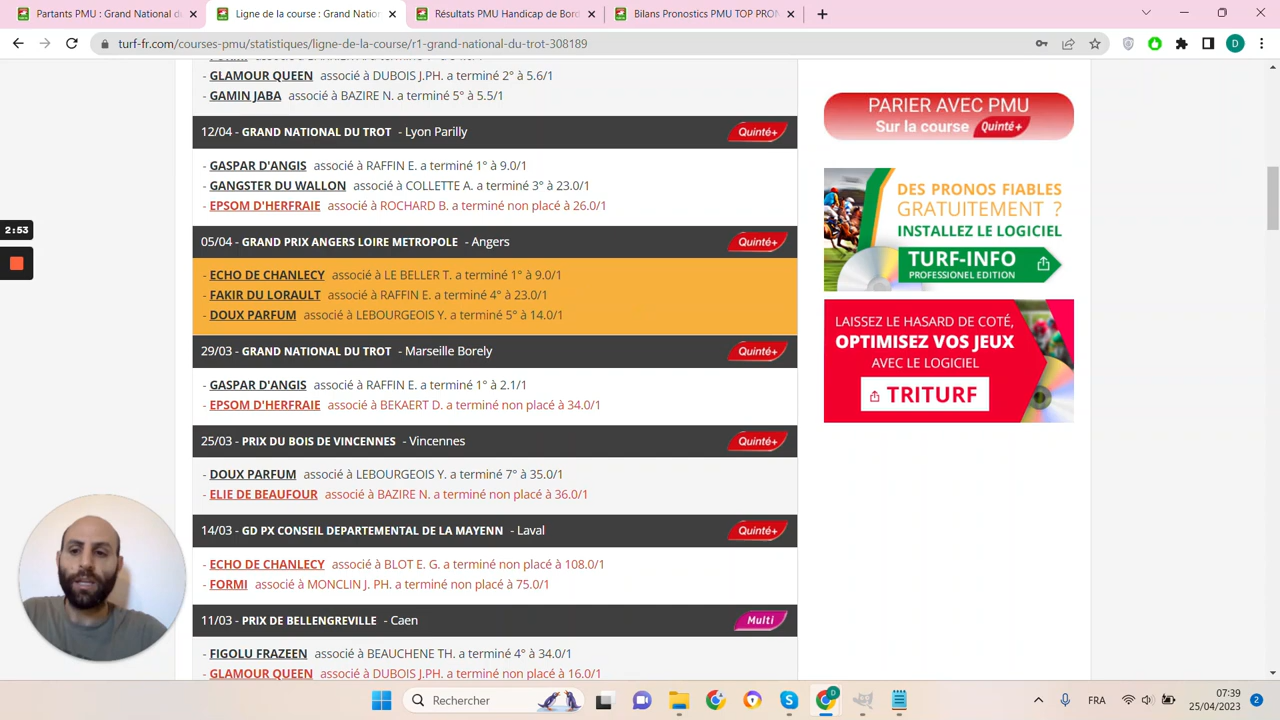 Partants PMU : Grand National d
Ligne de la course : Grand Nation
Résultats PMU Handicap de Bord
Bilans Pronostics PMU TOP PRON
turf-fr.com/courses-pmu/statistiques/ligne-de-la-course/r1-grand-national-du-trot-308189
D
- GLAMOUR QUEEN associé à DUBOIS J.PH. a terminé 2° à 5.6/1
- GAMIN JABA associé à BAZIRE N. a terminé 5° à 5.5/1
12/04 - GRAND NATIONAL DU TROT - Lyon Parilly Quinté+
- GASPAR D'ANGIS associé à RAFFIN E. a terminé 1° à 9.0/1
- GANGSTER DU WALLON associé à COLLETTE A. a terminé 3° à 23.0/1
- EPSOM D'HERFRAIE associé à ROCHARD B. a terminé non placé à 26.0/1
05/04 - GRAND PRIX ANGERS LOIRE METROPOLE - Angers Quinté+
- ECHO DE CHANLECY associé à LE BELLER T. a terminé 1° à 9.0/1
- FAKIR DU LORAULT associé à RAFFIN E. a terminé 4° à 23.0/1
- DOUX PARFUM associé à LEBOURGEOIS Y. a terminé 5° à 14.0/1
29/03 - GRAND NATIONAL DU TROT - Marseille Borely Quinté+
- GASPAR D'ANGIS associé à RAFFIN E. a terminé 1° à 2.1/1
- EPSOM D'HERFRAIE associé à BEKAERT D. a terminé non placé à 34.0/1
25/03 - PRIX DU BOIS DE VINCENNES - Vincennes Quinté+
- DOUX PARFUM associé à LEBOURGEOIS Y. a terminé 7° à 35.0/1
- ELIE DE BEAUFOUR associé à BAZIRE N. a terminé non placé à 36.0/1
14/03 - GD PX CONSEIL DEPARTEMENTAL DE LA MAYENN - Laval Quinté+
- ECHO DE CHANLECY associé à BLOT E. G. a terminé non placé à 108.0/1
- FORMI associé à MONCLIN J. PH. a terminé non placé à 75.0/1
11/03 - PRIX DE BELLENGREVILLE - Caen Multi
- FIGOLU FRAZEEN associé à BEAUCHENE TH. a terminé 4° à 34.0/1
- GLAMOUR QUEEN associé à DUBOIS J.PH. a terminé non placé à 16.0/1
PARIER AVEC PMU
Sur la course Quinté+
DES PRONOS FIABLES
GRATUITEMENT ?
INSTALLEZ LE LOGICIEL
TURF-INFO
PROFESSIONEL EDITION
LAISSEZ LE HASARD DE COTÉ,
OPTIMISEZ VOS JEUX
AVEC LE LOGICIEL
TRITURF
2:53
Rechercher
D
FRA
07:39
25/04/2023
2